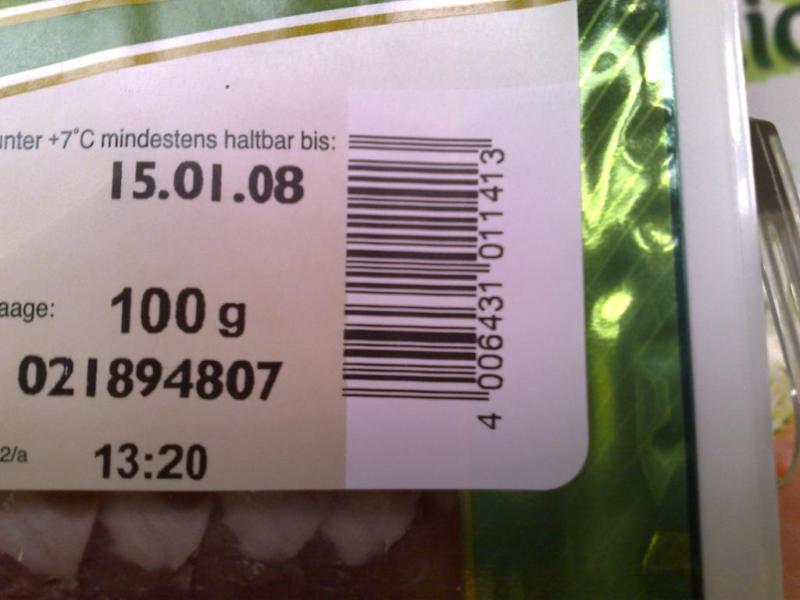 unter +7°C mindestens haltbar bis:
15.01.08
aage:
100 g
021894807
2/a
13:20
4 006431 011413